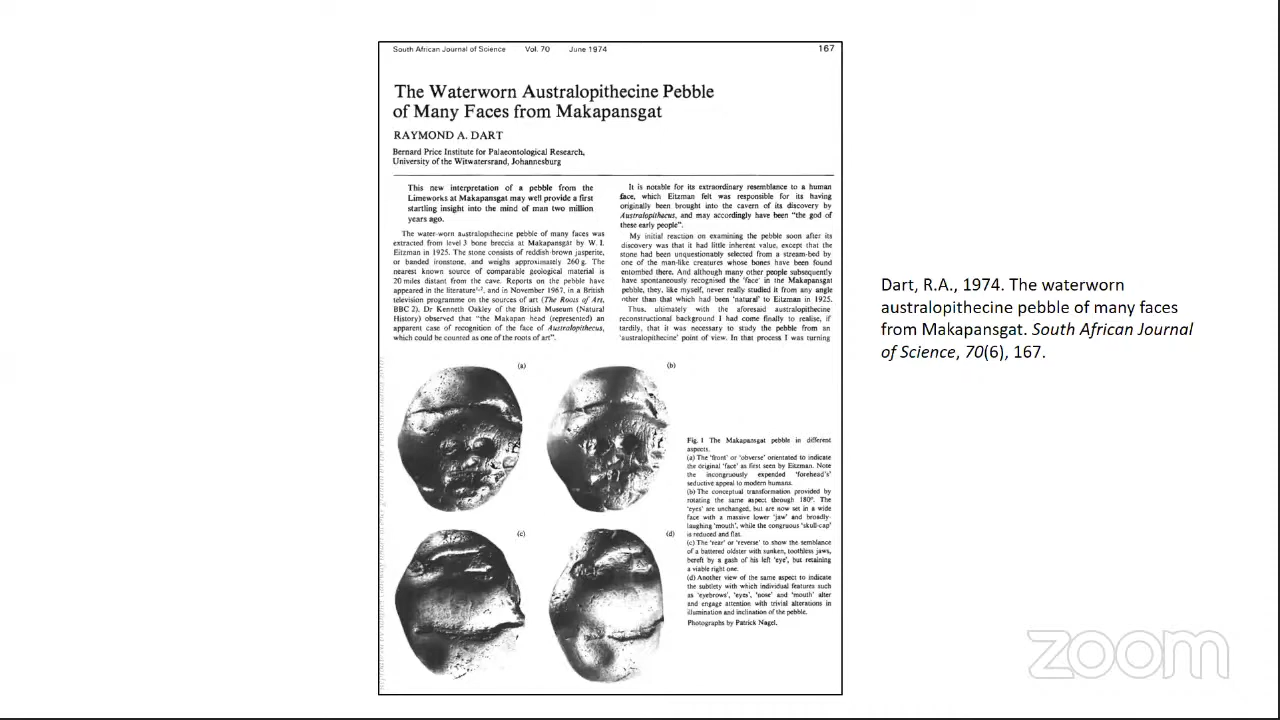 South African Journal of Science Vol. 70 June 1974 167
The Waterworn Australopithecine Pebble
of Many Faces from Makapansgat
RAYMOND A. DART
Bernard Price Institute for Palaeontological Research,
University of the Witwatersrand, Johannesburg
This new interpretation of a pebble from the
Limeworks at Makapansgat may well provide a first
startling insight into the mind of man two million
years ago.
The water-worn australopithecine pebble of many faces was
extracted from level 3 bone breccia at Makapansgat by W. I.
Eitzman in 1925. The stone consists of reddish-brown jasperite,
or banded ironstone, and weighs approximately 260 g. The
nearest known source of comparable geological material is
20 miles distant from the cave. Reports on the pebble have
appeared in the literature¹,², and in November 1967, in a British
television programme on the sources of art (The Roots of Art,
BBC 2). Dr Kenneth Oakley of the British Museum (Natural
History) observed that "the Makapan head (represented) an
apparent case of recognition of the face of Australopithecus,
which could be counted as one of the roots of art".
It is notable for its extraordinary resemblance to a human
face, which Eitzman felt was responsible for its having
originally been brought into the cavern of its discovery by
Australopithacus, and may accordingly have been "the god of
these early people".
My initial reaction on examining the pebble soon after its
discovery was that it had little inherent value, except that the
stone had been unquestionably selected from a stream-bed by
one of the man-like creatures whose bones have been found
entombed there. And although many other people subsequently
have spontaneously recognised the 'face' in the Makapansgat
pebble, they, like myself, never really studied it from any angle
other than that which had been 'natural' to Eitzman in 1925.
Thus, ultimately with the aforesaid australopithecine
reconstructional background I had come finally to realise, if
tardily, that it was necessary to study the pebble from an
'australopithecine' point of view. In that process I was turning
(a)
(b)
(c)
(d)
Fig. 1 The Makapansgat pebble in different
aspects.
(a) The 'front' or 'obverse' orientated to indicate
the original 'face' as first seen by Eitzman. Note
the incongruously expended 'forehead's'
seductive appeal to modern humans.
(b) The conceptual transformation provided by
rotating the same aspect through 180°. The
'eyes' are unchanged, but are now set in a wide
face with a massive lower 'jaw' and broadly-
laughing 'mouth', while the congruous 'skull-cap'
is reduced and flat.
(c) The 'rear' or 'reverse' to show the semblance
of a battered oldster with sunken, toothless jaws,
bereft by a gash of his left 'eye', but retaining
a viable right one.
(d) Another view of the same aspect to indicate
the subtlety with which individual features such
as 'eyebrows', 'eyes', 'nose' and 'mouth' alter
and engage attention with trivial alterations in
illumination and inclination of the pebble.
Photographs by Patrick Nagel.
Dart, R.A., 1974. The waterworn
australopithecine pebble of many faces
from Makapansgat. South African Journal
of Science, 70(6), 167.
zoom